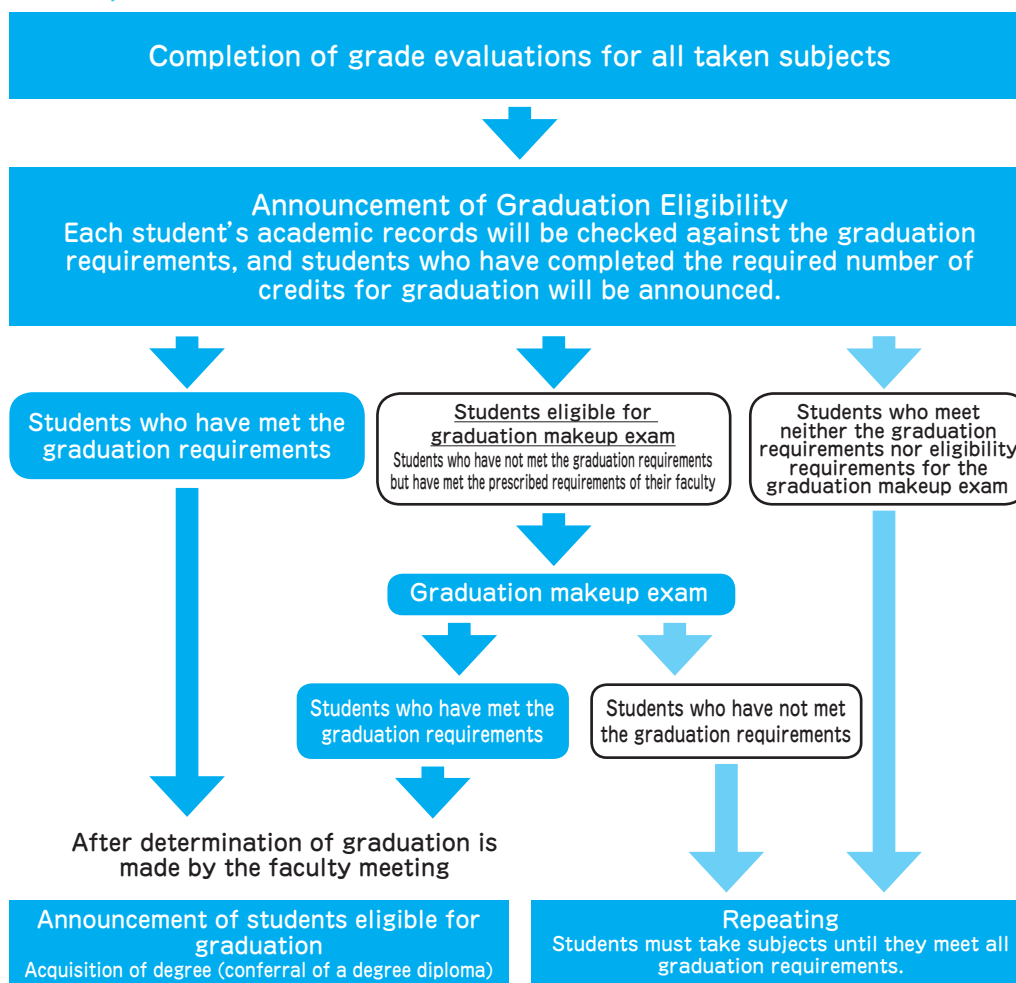 Completion of grade evaluations for all taken subjects
Announcement of Graduation Eligibility
Each student’s academic records will be checked against the graduation
requirements, and students who have completed the required number of
credits for graduation will be announced.
Students who have met the
graduation requirements
Students eligible for
graduation makeup exam
Students who have not met the graduation requirements
but have met the prescribed requirements of their faculty
Students who meet
neither the graduation
requirements nor eligibility
requirements for the
graduation makeup exam
Graduation makeup exam
Students who have met the
graduation requirements
Students who have not met
the graduation requirements
After determination of graduation is
made by the faculty meeting
Announcement of students eligible for
graduation
Acquisition of degree (conferral of a degree diploma)
Repeating
Students must take subjects until they meet all
graduation requirements.